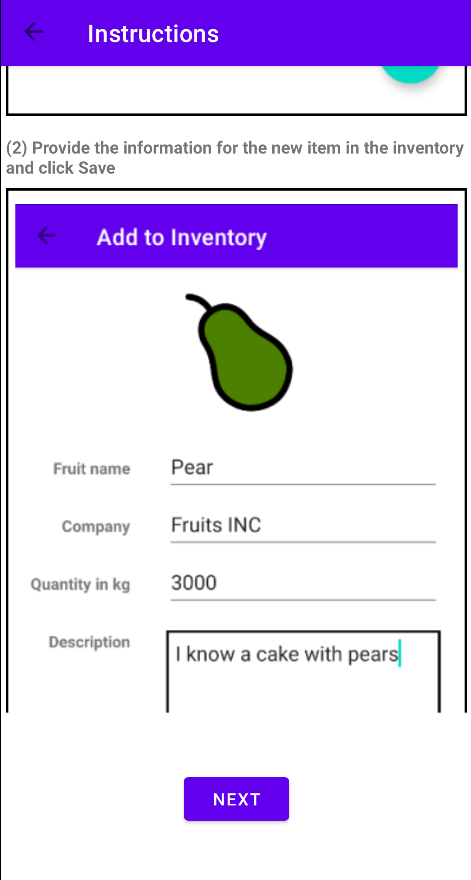 Instructions
(2) Provide the information for the new item in the inventory
and click Save
Add to Inventory
Fruit name
Pear
Company
Fruits INC
Quantity in kg
3000
Description
I know a cake with pears
NEXT